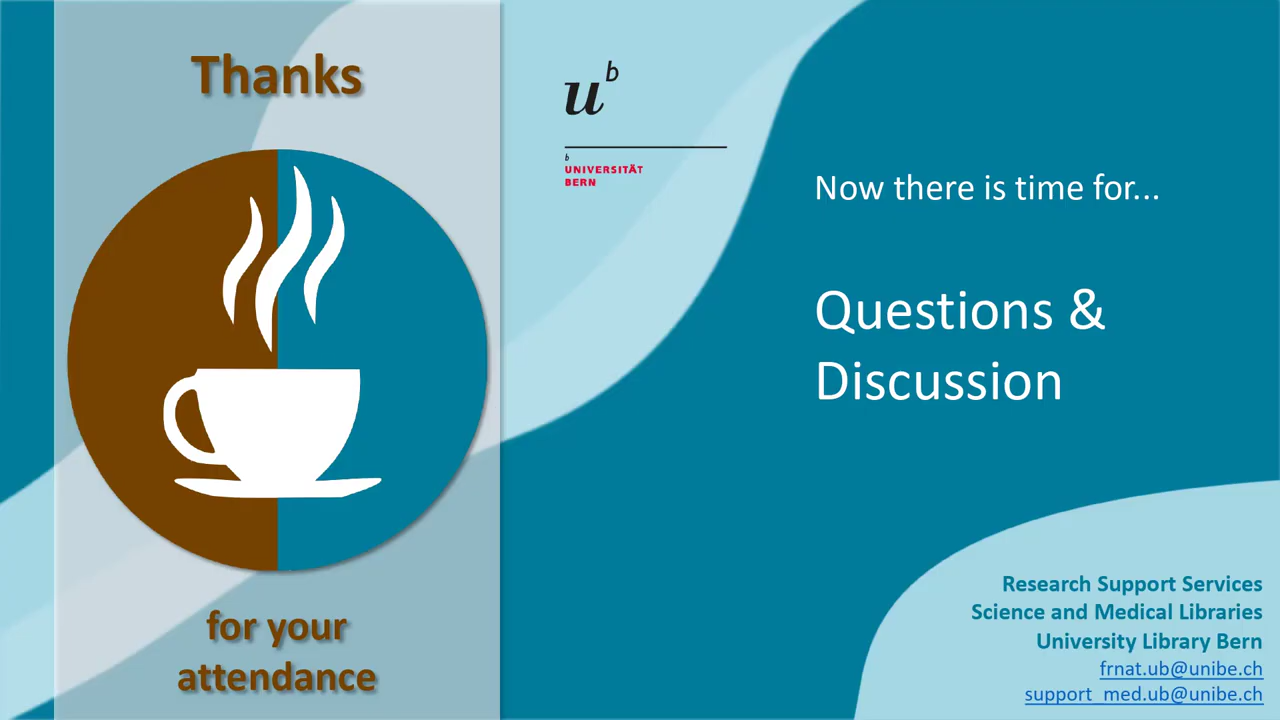 Thanks
for your
attendance
u^b
b
UNIVERSITÄT
BERN
Now there is time for...
Questions &
Discussion
Research Support Services
Science and Medical Libraries
University Library Bern
frnat.ub@unibe.ch
support_med.ub@unibe.ch